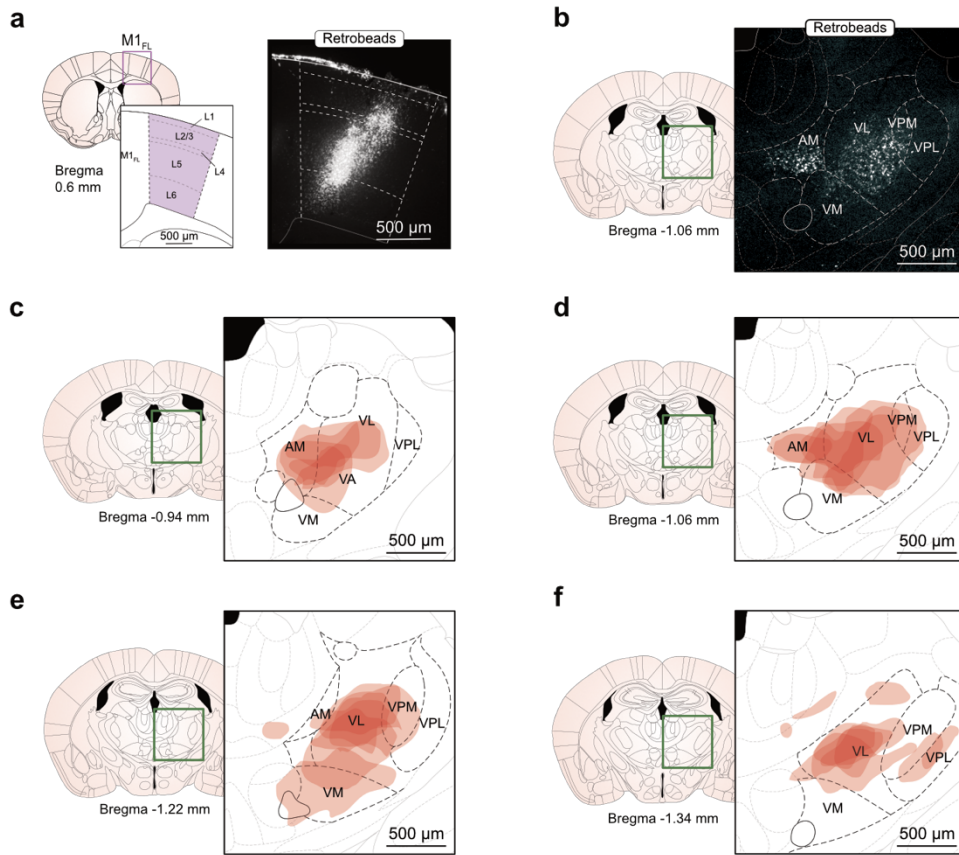 a
M1FL
Retrobeads
L1
L2/3
M1FL
L5
L4
L6
Bregma
0.6 mm
500 µm
500 µm
b
Retrobeads
AM
VL
VPM
VPL
VM
Bregma -1.06 mm
500 µm
c
VL
AM
VPL
VA
VM
Bregma -0.94 mm
500 µm
d
VPM
AM
VL
VPL
VM
Bregma -1.06 mm
500 µm
e
AM
VPM
VL
VPL
VM
Bregma -1.22 mm
500 µm
f
VPM
VL
VPL
VM
Bregma -1.34 mm
500 µm